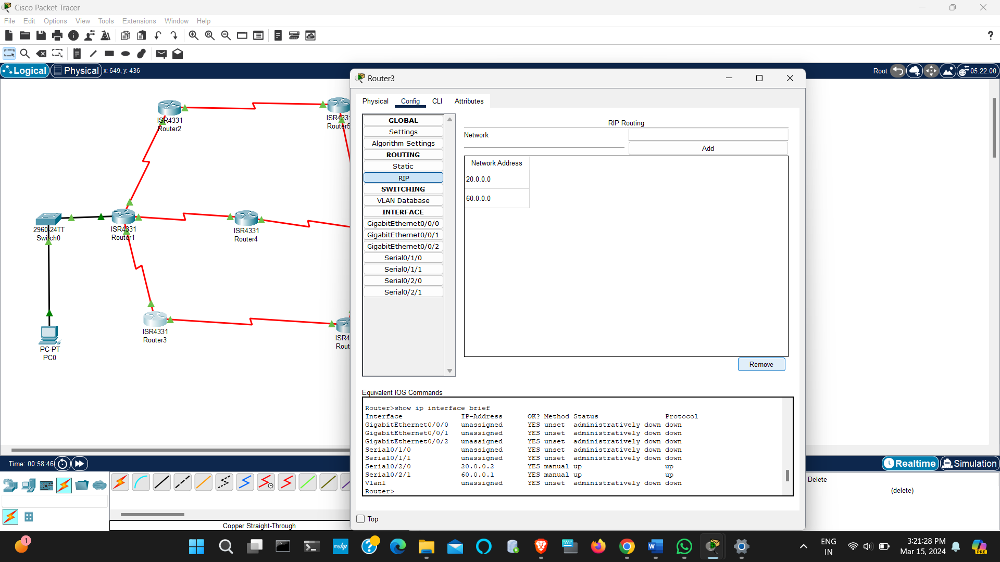 Cisco Packet Tracer
File Edit Options View Tools Extensions Window Help
Logical Physical x: 649, y: 436
Root 05:22:00
ISR4331
Router2
ISR433
Router5
2960-24TT
Switch0
ISR4331
Router1
ISR4331
Router4
ISR4331
Router3
ISR4
Rout
PC-PT
PC0
Router3
Physical Config CLI Attributes
GLOBAL
Settings
Algorithm Settings
ROUTING
Static
RIP
SWITCHING
VLAN Database
INTERFACE
GigabitEthernet0/0/0
GigabitEthernet0/0/1
GigabitEthernet0/0/2
Serial0/1/0
Serial0/1/1
Serial0/2/0
Serial0/2/1
RIP Routing
Network
Add
Network Address
20.0.0.0
60.0.0.0
Remove
Equivalent IOS Commands
Router>show ip interface brief
Interface IP-Address OK? Method Status Protocol
GigabitEthernet0/0/0 unassigned YES unset administratively down down
GigabitEthernet0/0/1 unassigned YES unset administratively down down
GigabitEthernet0/0/2 unassigned YES unset administratively down down
Serial0/1/0 unassigned YES unset administratively down down
Serial0/1/1 unassigned YES unset administratively down down
Serial0/2/0 20.0.0.2 YES manual up up
Serial0/2/1 60.0.0.1 YES manual up up
Vlan1 unassigned YES unset administratively down down
Router>
Top
Time: 00:58:46
Realtime Simulation
Copper Straight-Through
Delete
(delete)
1
myhp
ENG
IN
3:21:28 PM
Mar 15, 2024
PRE